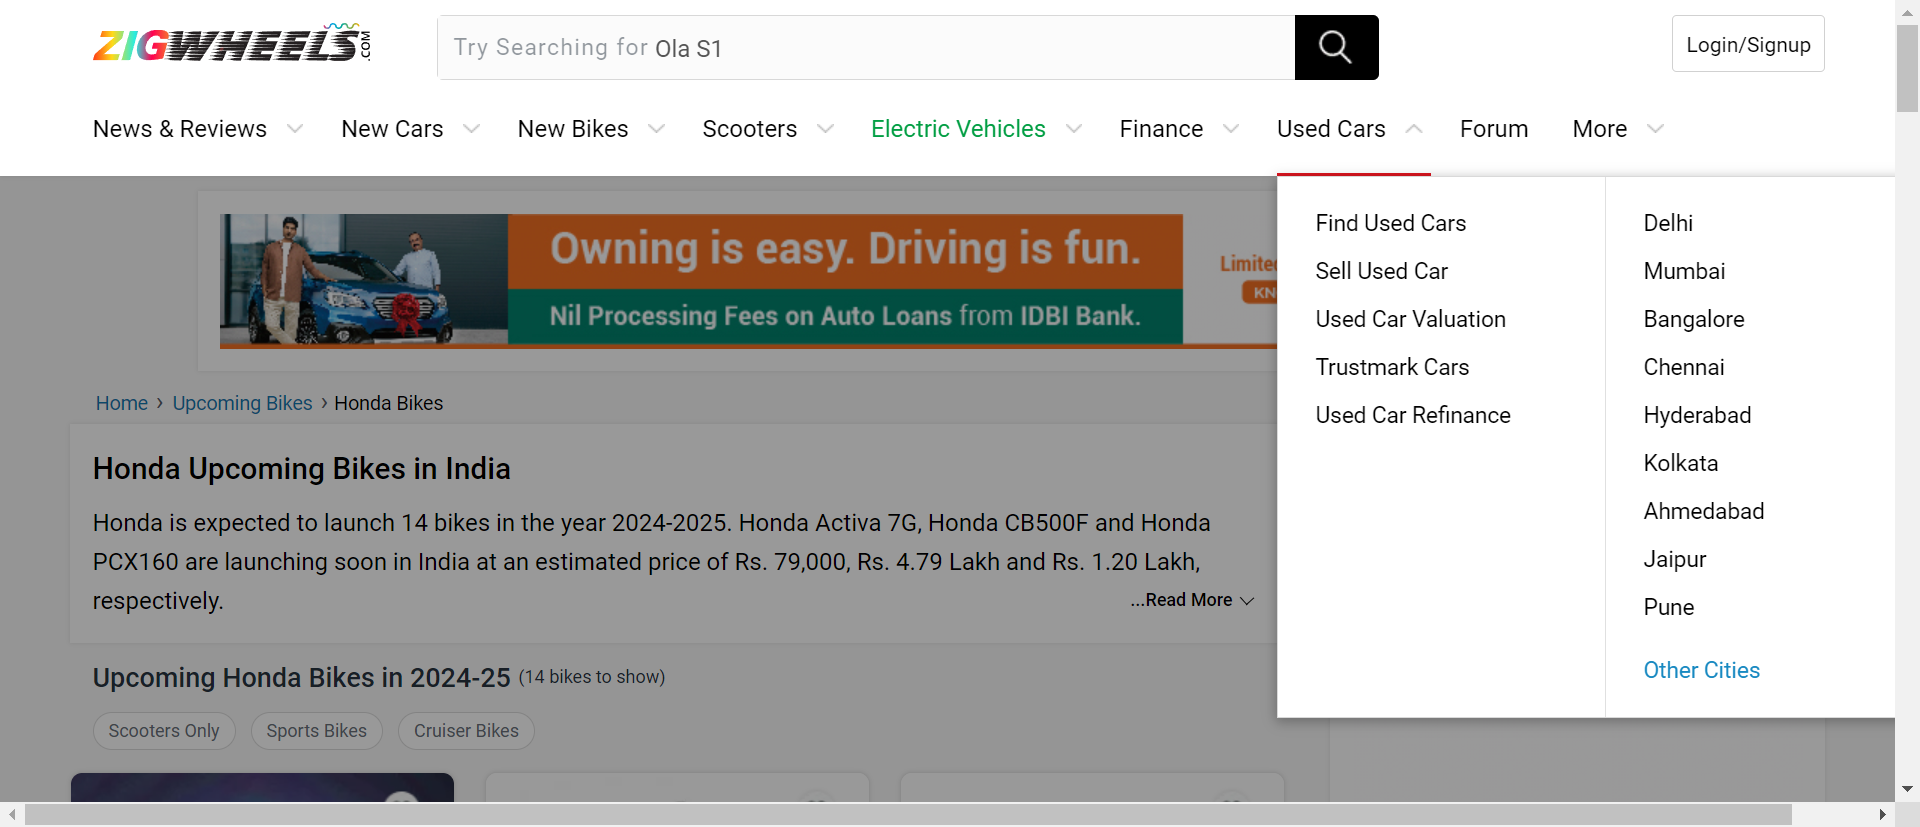 ZIGWHEELS.COM
Try Searching for Ola S1
Login/Signup
News & Reviews
New Cars
New Bikes
Scooters
Electric Vehicles
Finance
Used Cars
Forum
More
Owning is easy. Driving is fun.
Nil Processing Fees on Auto Loans from IDBI Bank.
Limited
KN
Find Used Cars
Sell Used Car
Used Car Valuation
Trustmark Cars
Used Car Refinance
Delhi
Mumbai
Bangalore
Chennai
Hyderabad
Kolkata
Ahmedabad
Jaipur
Pune
Other Cities
Home › Upcoming Bikes › Honda Bikes
Honda Upcoming Bikes in India
Honda is expected to launch 14 bikes in the year 2024-2025. Honda Activa 7G, Honda CB500F and Honda
PCX160 are launching soon in India at an estimated price of Rs. 79,000, Rs. 4.79 Lakh and Rs. 1.20 Lakh,
respectively.
...Read More
Upcoming Honda Bikes in 2024-25 (14 bikes to show)
Scooters Only
Sports Bikes
Cruiser Bikes